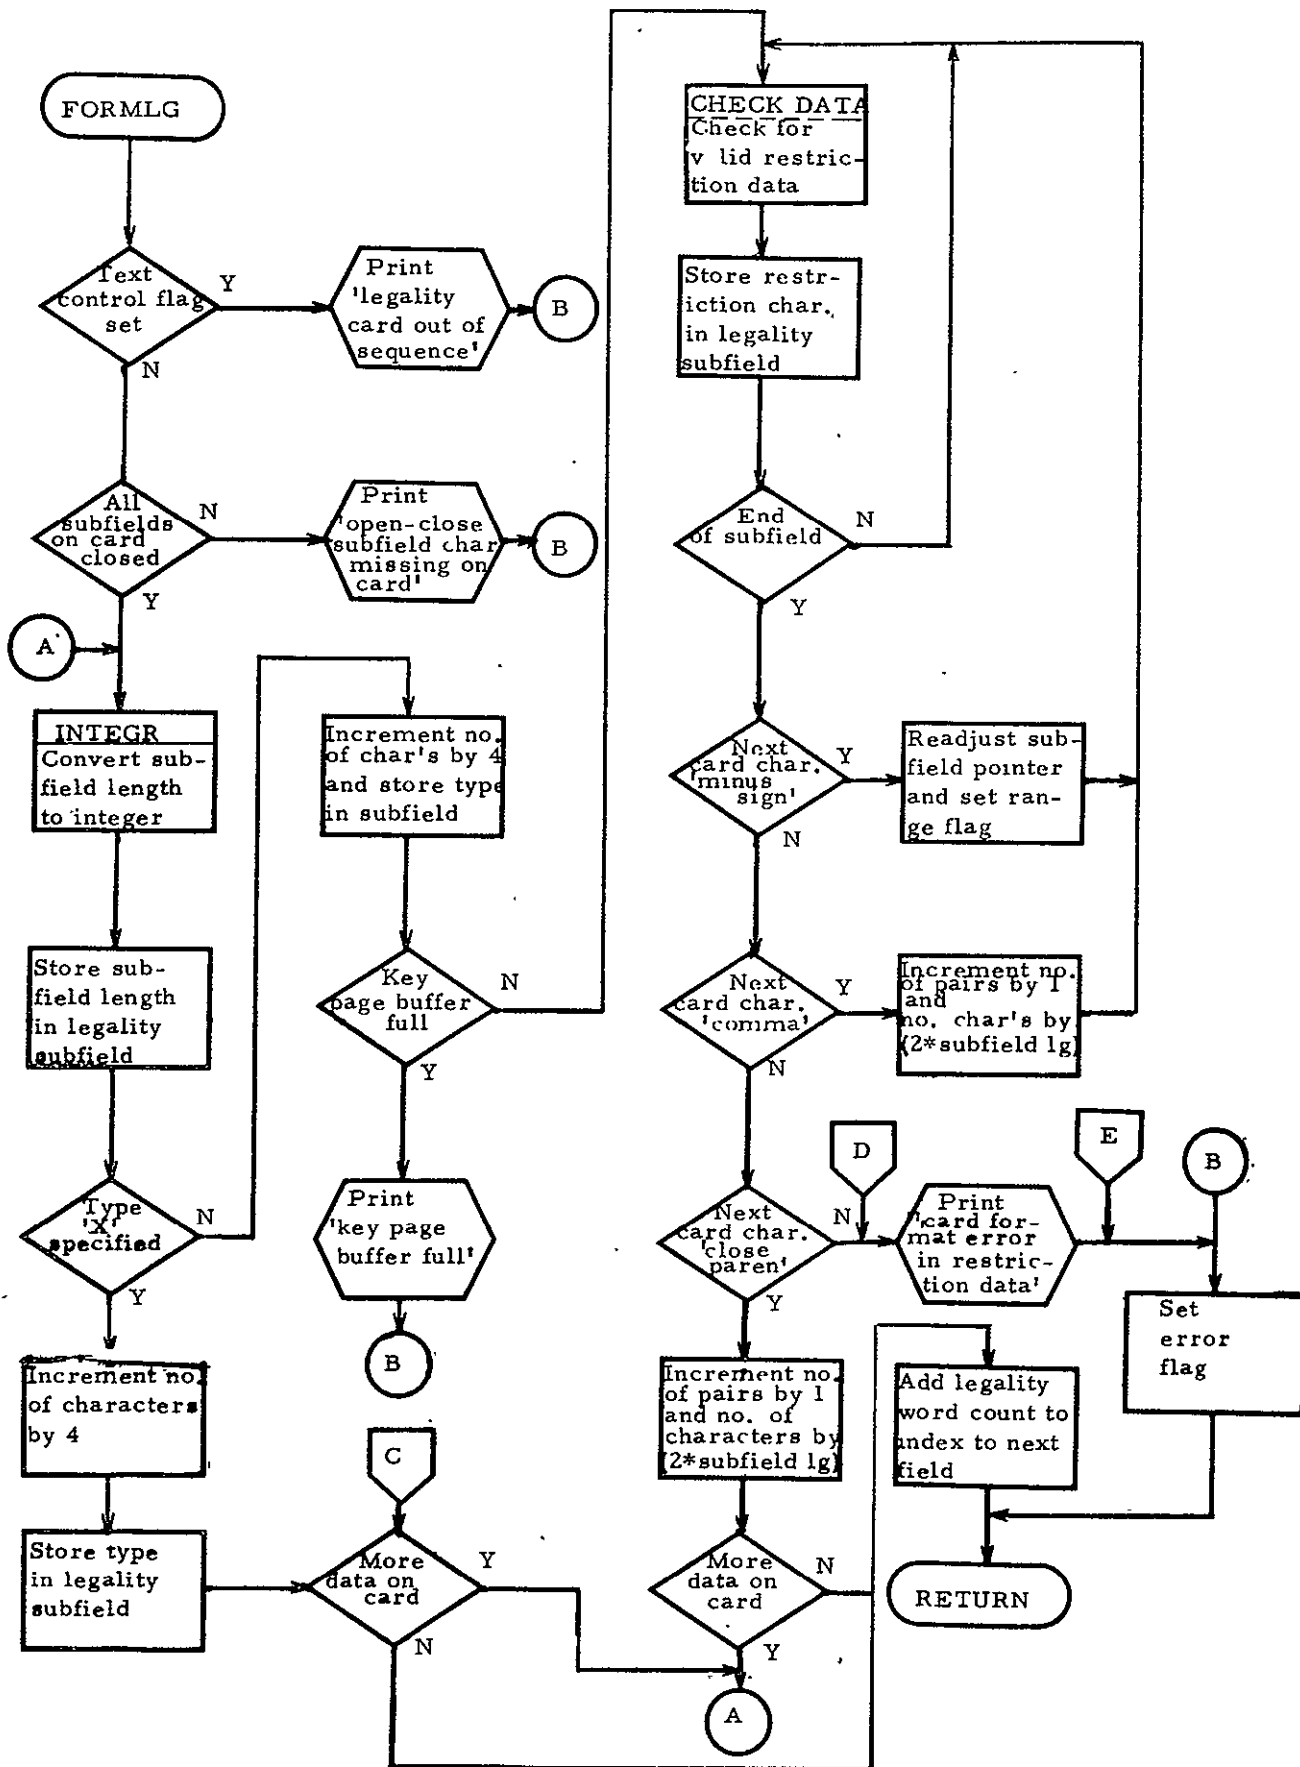 FORMLG
Text
control flag
set
Y
N
Print
'legality
card out of
sequence'
B
All
subfields
on card
closed
N
Y
Print
'open-close
subfield char
missing on
card'
B
A
INTEGR
Convert sub-
field length
to integer
Store sub-
field length
in legality
subfield
Type
'X'
specified
N
Y
Increment no.
of characters
by 4
Store type
in legality
subfield
Increment no.
of char's by 4
and store type
in subfield
Key
page buffer
full
N
Y
Print
'key page
buffer full'
B
C
More
data on
card
Y
N
CHECK DATA
Check for
v lid restric-
tion data
Store restr-
iction char.
in legality
subfield
End
of subfield
N
Y
Next
card char.
'minus
sign'
Y
N
Readjust sub-
field pointer
and set ran-
ge flag
Next
card char.
'comma'
Y
N
Increment no.
of pairs by 1
and
no. char's by
(2*subfield lg)
D
E
B
Next
card char.
'close
paren'
N
Y
Print
'card for-
mat error
in restric-
tion data'
Set
error
flag
Increment no.
of pairs by 1
and no. of
characters by
(2*subfield lg)
Add legality
word count to
index to next
field
More
data on
card
N
Y
A
RETURN